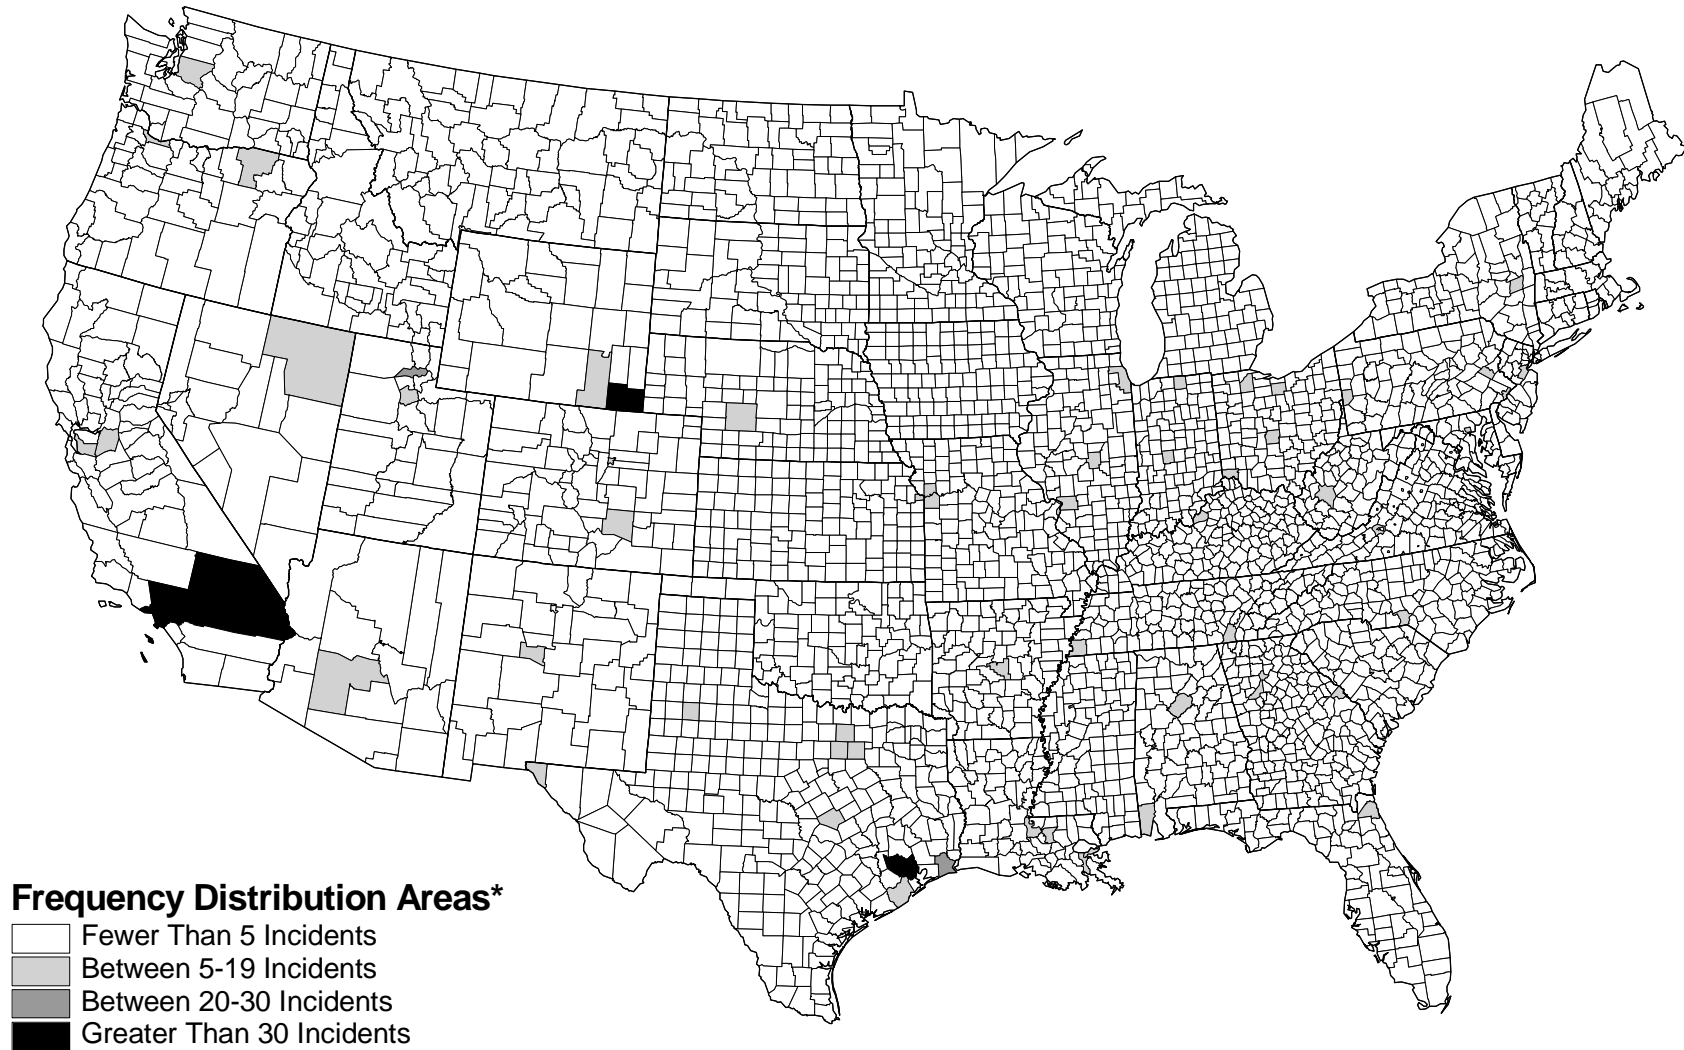 Frequency Distribution Areas*
Fewer Than 5 Incidents
Between 5-19 Incidents
Between 20-30 Incidents
Greater Than 30 Incidents